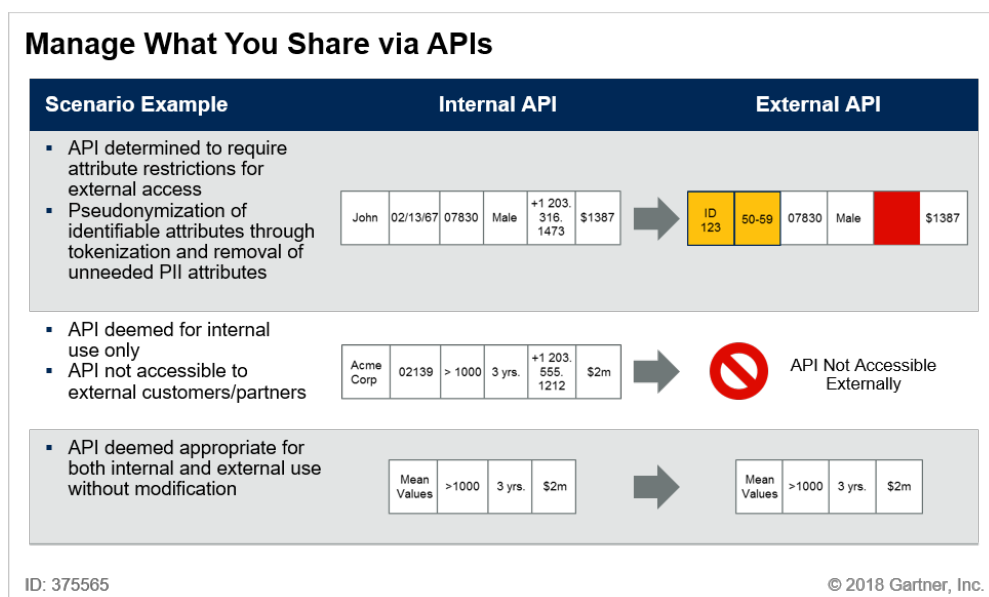 Manage What You Share via APIs
Scenario Example
Internal API
External API
▪ API determined to require
attribute restrictions for
external access
▪ Pseudonymization of
identifiable attributes through
tokenization and removal of
unneeded PII attributes
John
02/13/67
07830
Male
+1 203.
316.
1473
$1387
ID
123
50-59
07830
Male
$1387
▪ API deemed for internal
use only
▪ API not accessible to
external customers/partners
Acme
Corp
02139
> 1000
3 yrs.
+1 203.
555.
1212
$2m
API Not Accessible
Externally
▪ API deemed appropriate for
both internal and external use
without modification
Mean
Values
>1000
3 yrs.
$2m
Mean
Values
>1000
3 yrs.
$2m
ID: 375565
© 2018 Gartner, Inc.